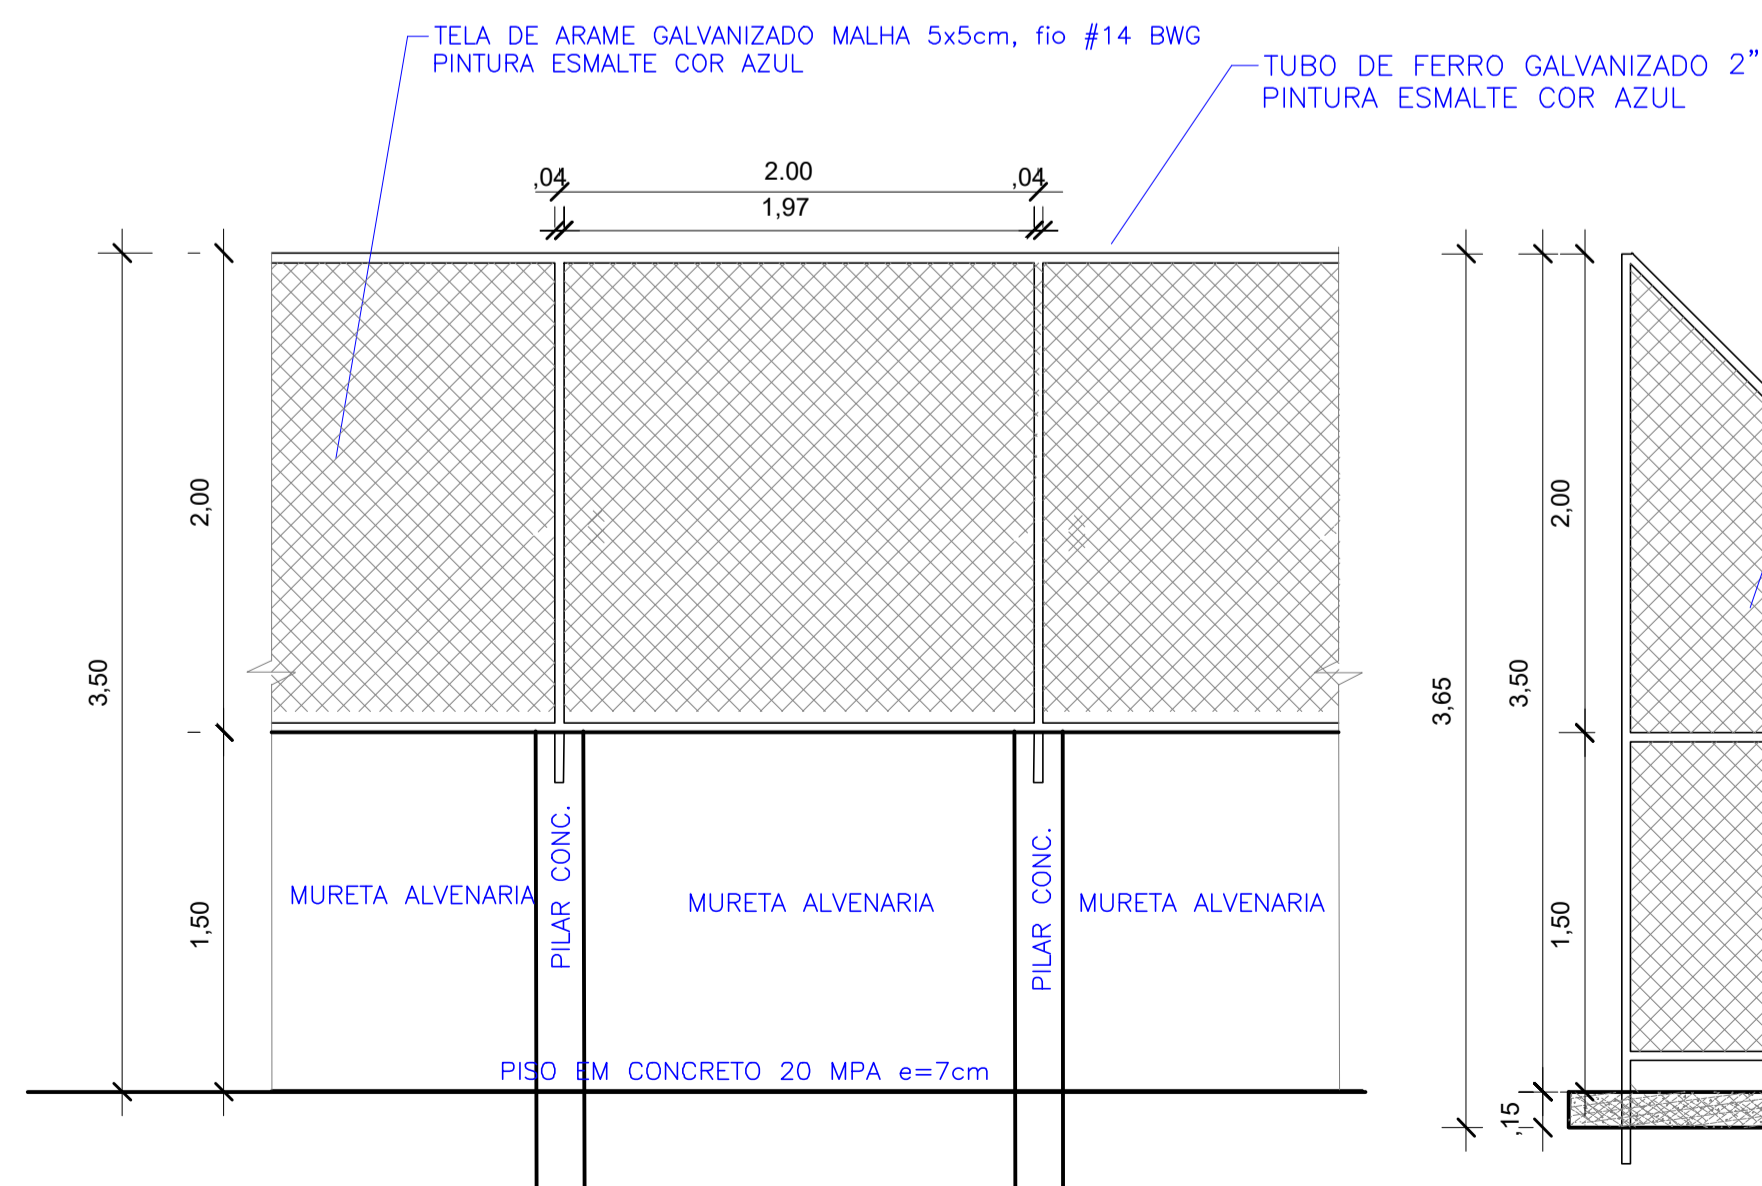 TELA DE ARAME GALVANIZADO MALHA 5x5cm, fio #14 BWG
PINTURA ESMALTE COR AZUL
TUBO DE FERRO GALVANIZADO 2"
PINTURA ESMALTE COR AZUL
,04
2.00
,04
1,97
3,50
2,00
1,50
MURETA ALVENARIA
PILAR CONC.
MURETA ALVENARIA
PILAR CONC.
MURETA ALVENARIA
PISO EM CONCRETO 20 MPA e=7cm
3,65
3,50
2,00
1,50
,15